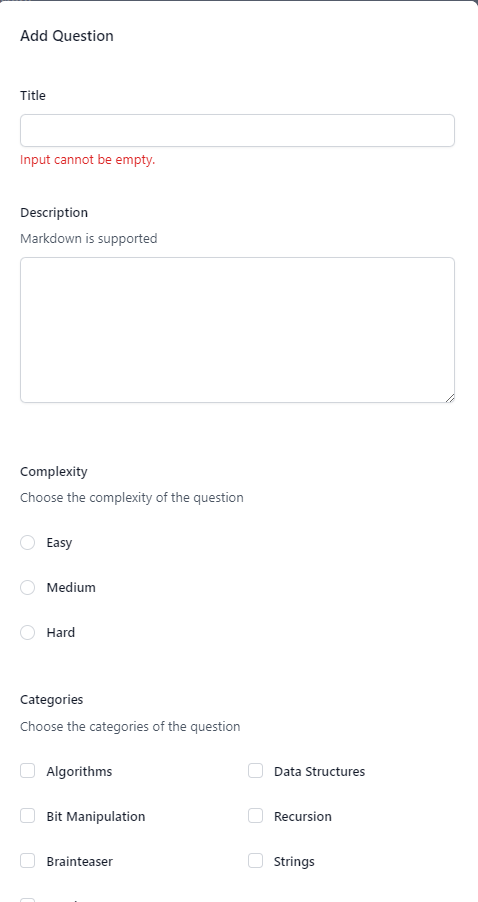 Add Question
Title
Input cannot be empty.
Description
Markdown is supported
Complexity
Choose the complexity of the question
Easy
Medium
Hard
Categories
Choose the categories of the question
Algorithms Data Structures
Bit Manipulation Recursion
Brainteaser Strings